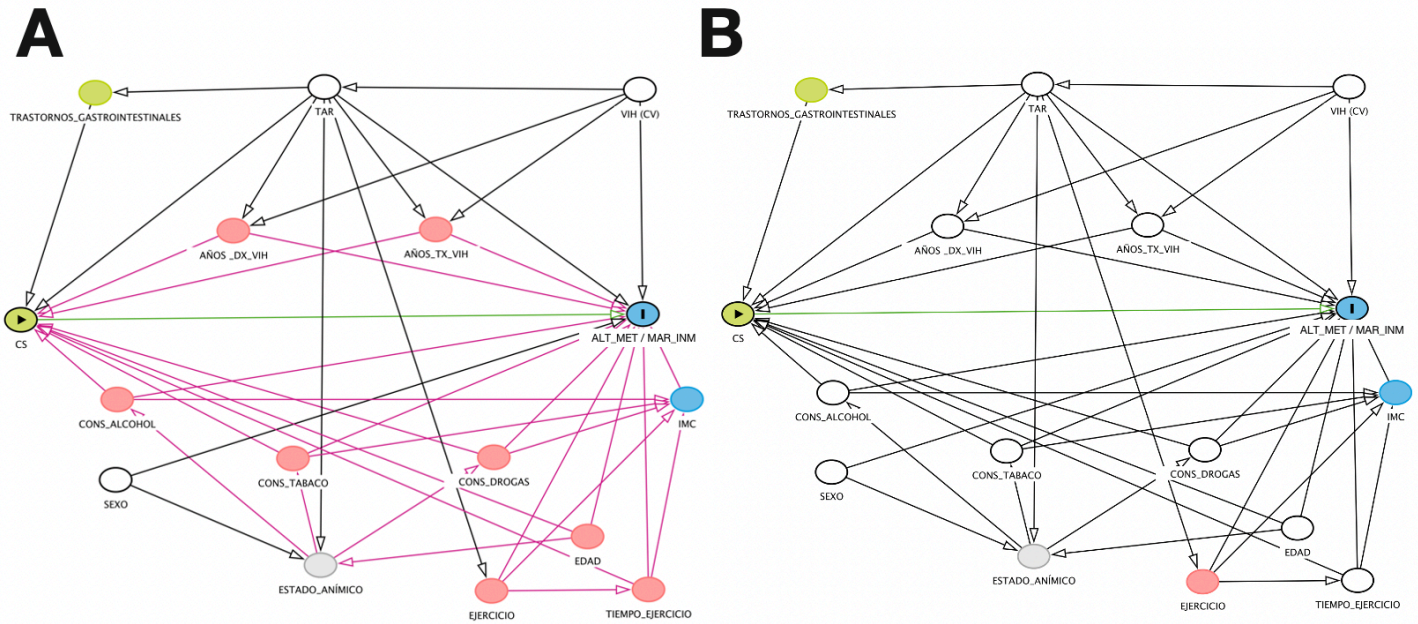 A
TRASTORNOS_GASTROINTESTINALES
TAR
VIH (CV)
AÑOS _DX_VIH
AÑOS_TX_VIH
CS
ALT_MET / MAR_INM
CONS_ALCOHOL
IMC
CONS_TABACO
CONS_DROGAS
SEXO
EDAD
ESTADO_ANÍMICO
EJERCICIO
TIEMPO_EJERCICIO
B
TRASTORNOS_GASTROINTESTINALES
TAR
VIH (CV)
AÑOS _DX_VIH
AÑOS_TX_VIH
CS
ALT_MET / MAR_INM
CONS_ALCOHOL
IMC
CONS_TABACO
CONS_DROGAS
SEXO
EDAD
ESTADO_ANÍMICO
EJERCICIO
TIEMPO_EJERCICIO